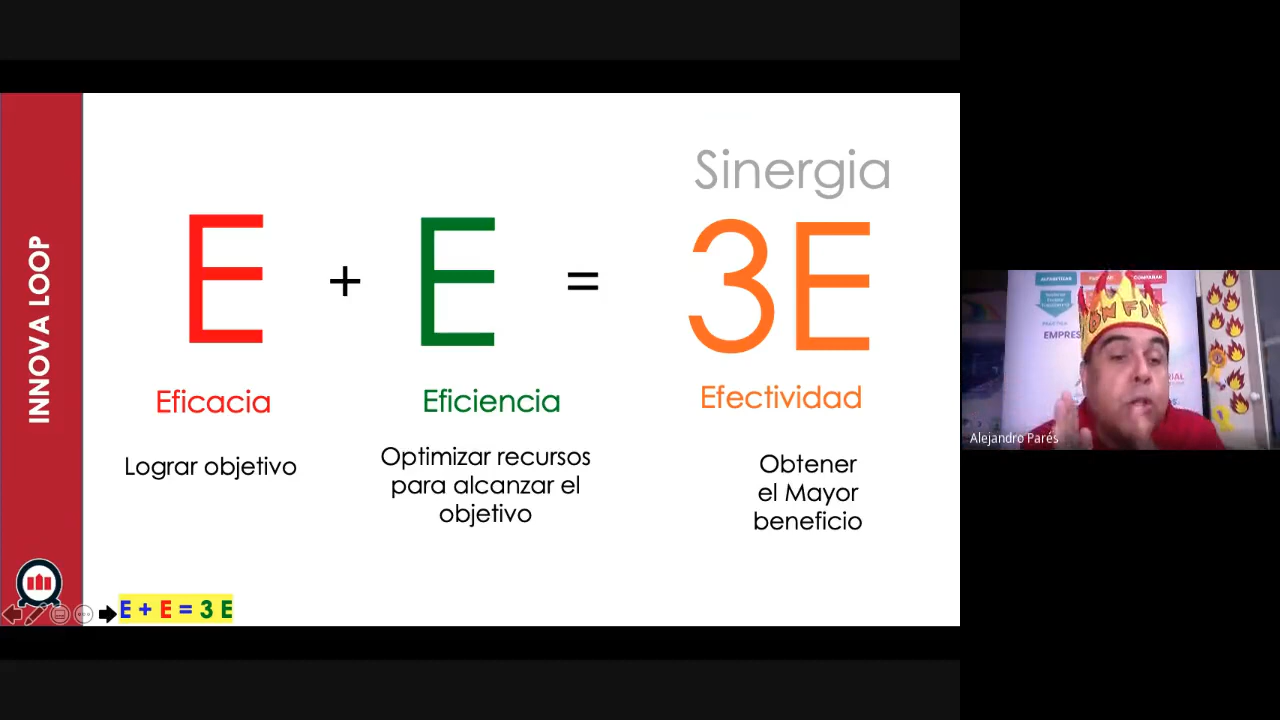 INNOVA LOOP
Sinergia
E + E = 3E
Eficacia
Eficiencia
Efectividad
Lograr objetivo
Optimizar recursos
para alcanzar el
objetivo
Obtener
el Mayor
beneficio
E + E = 3 E
EMPRES
Alejandro Parés